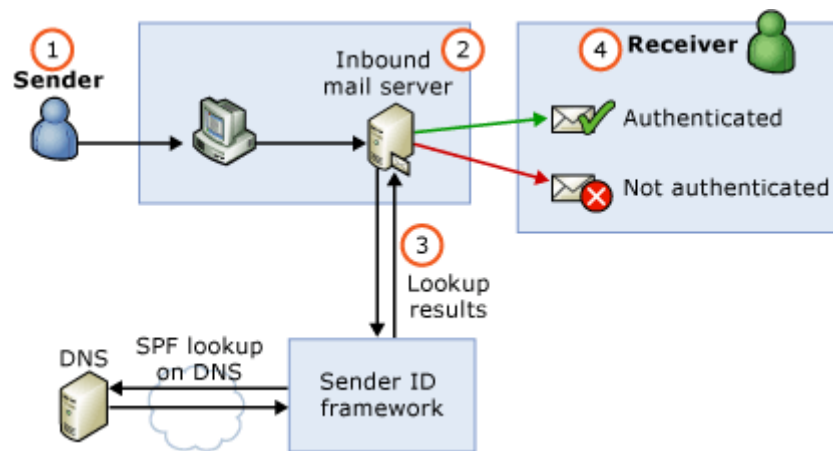 1
Sender
Inbound
mail server
2
4
Receiver
Authenticated
Not authenticated
3
Lookup
results
DNS
SPF lookup
on DNS
Sender ID
framework